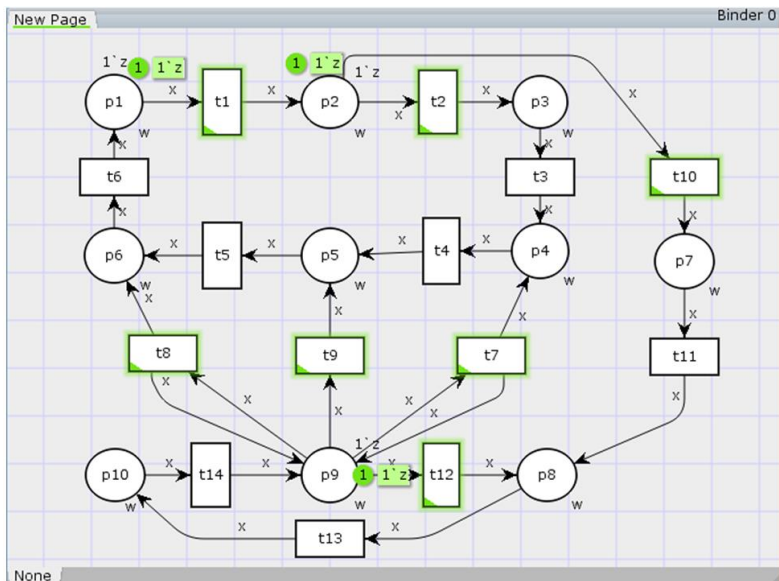 New Page
Binder 0
1`z 1 1`z 1 1`z 1`z
p1 x t1 x p2 x t2 x p3 x
w w w
x x
t6 t3 t10
x x x
p6 x t5 x p5 x t4 x p4 p7
w w w w
x x x x
t8 t9 t7 t11
x x x x x x
1`z
p10 x t14 x p9 1 1`z x t12 x p8
w w w
x t13 x
None